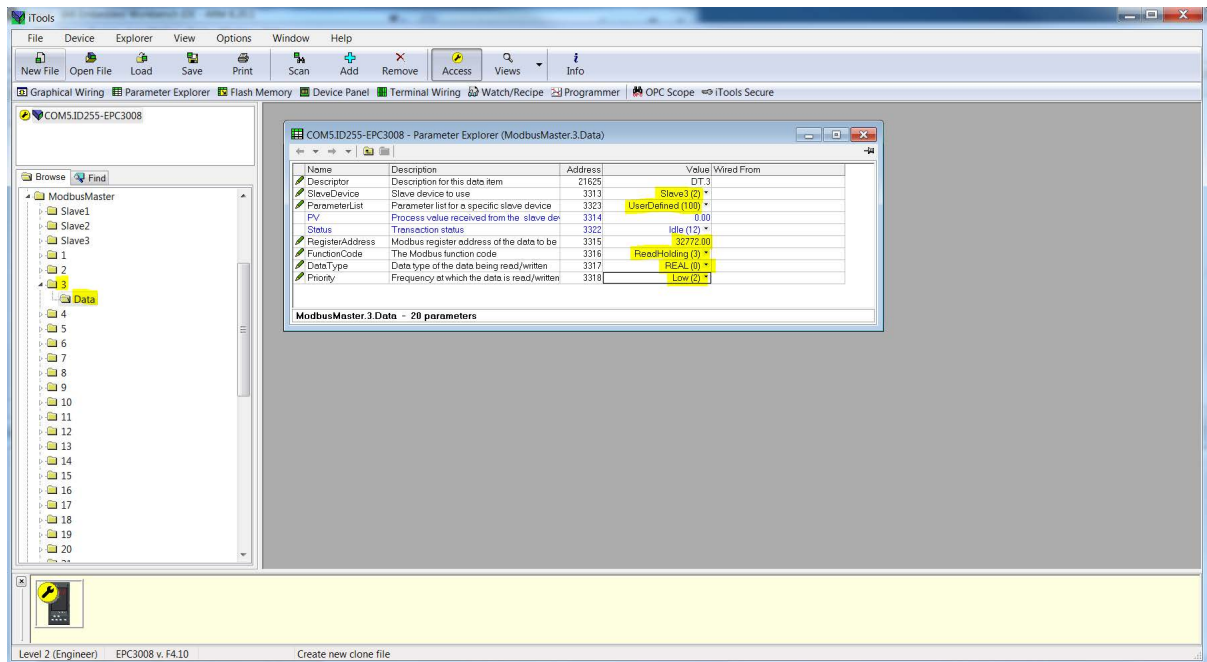 iTools
File Device Explorer View Options Window Help
New File Open File Load Save Print Scan Add Remove Access Views Info
Graphical Wiring Parameter Explorer Flash Memory Device Panel Terminal Wiring Watch/Recipe Programmer OPC Scope iTools Secure
COM5.ID255-EPC3008
Browse Find
ModbusMaster
Slave1
Slave2
Slave3
1
2
3
Data
4
5
6
7
8
9
10
11
12
13
14
15
16
17
18
19
20
COM5.ID255-EPC3008 - Parameter Explorer (ModbusMaster.3.Data)
Name Description Address Value Wired From
Descriptor Description for this data item 21625 DT.3
SlaveDevice Slave device to use 3313 Slave3 (2)
ParameterList Parameter list for a specific slave device 3323 UserDefined (100)
PV Process value received from the slave dev 3314 0.00
Status Transaction status 3322 Idle (12)
RegisterAddress Modbus register address of the data to be 3315 32772.00
FunctionCode The Modbus function code 3316 ReadHolding (3)
DataType Data type of the data being read/written 3317 REAL (0)
Priority Frequency at which the data is read/written 3318 Low (2)
ModbusMaster.3.Data - 20 parameters
Level 2 (Engineer) EPC3008 v. F4.10 Create new clone file